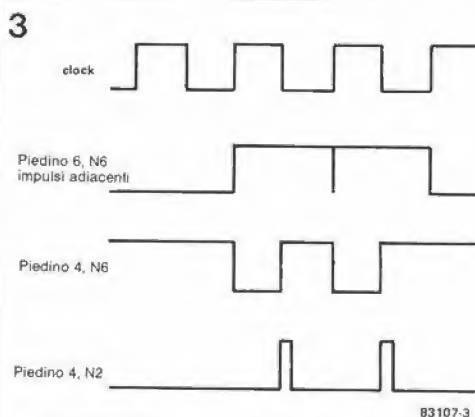 3
clock
Piedino 6, N6
impulsi adiacenti
Piedino 4, N6
Piedino 4, N2
83107-3